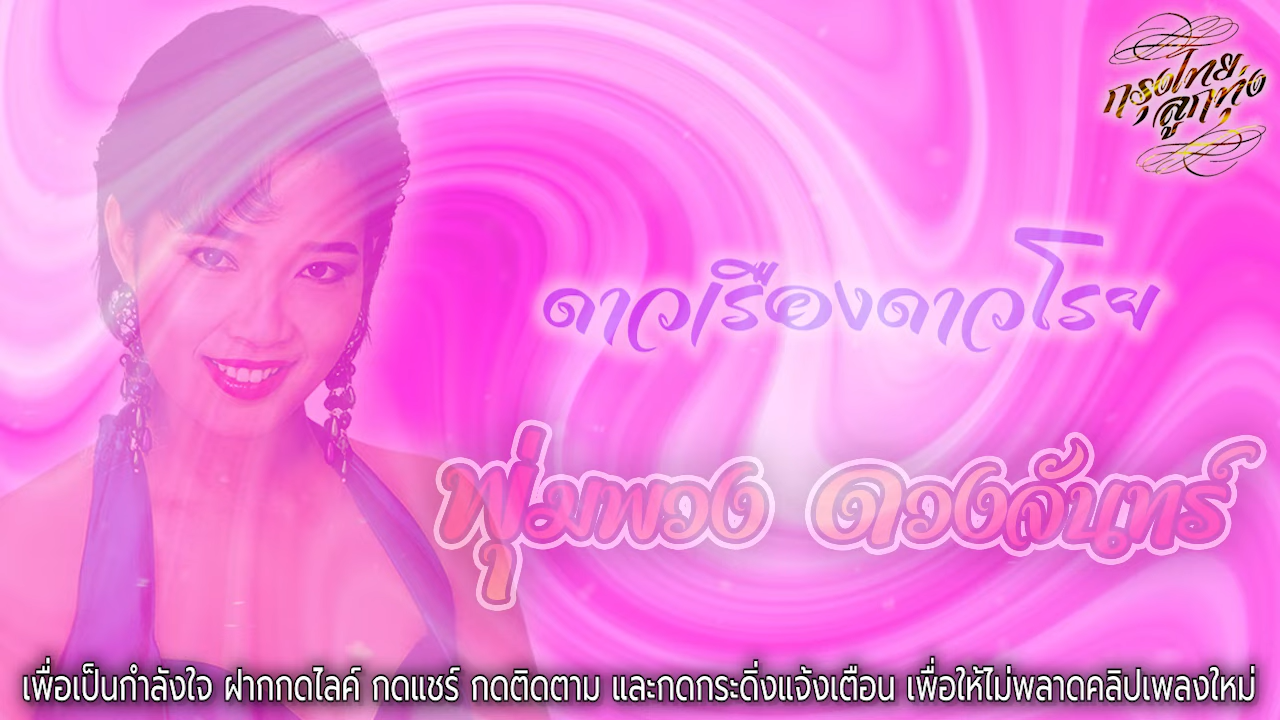 กรุงไทย
ลูกทุ่ง
ดาวเรืองดาวโรย
พุ่มพวง ดวงจันทร์
เพื่อเป็นกำลังใจ ฝากกดไลค์ กดแชร์ กดติดตาม และกดกระดิ่งแจ้งเตือน เพื่อให้ไม่พลาดคลิปเพลงใหม่